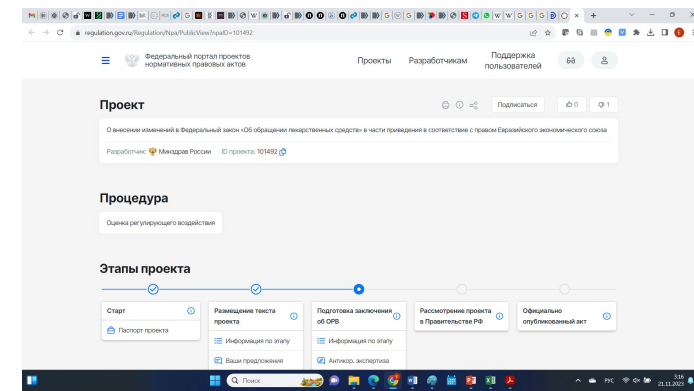 regulation.gov.ru/Regulation/Npa/PublicView?npaID=101492
Федеральный портал проектов
нормативных правовых актов
Проекты
Разработчикам
Поддержка
пользователей
Проект
Подписаться
0
1
О внесении изменений в Федеральный закон «Об обращении лекарственных средств» в части приведения в соответствие с правом Евразийского экономического союза
Разработчик: Минздрав России ID проекта: 101492
Процедура
Оценка регулирующего воздействия
Этапы проекта
Старт
Паспорт проекта
Размещение текста
проекта
Информация по этапу
Ваши предложения
Подготовка заключения
об ОРВ
Информация по этапу
Антикор. экспертиза
Рассмотрение проекта
в Правительстве РФ
Официально
опубликованный акт
Поиск
РУС
3:16
21.11.2023